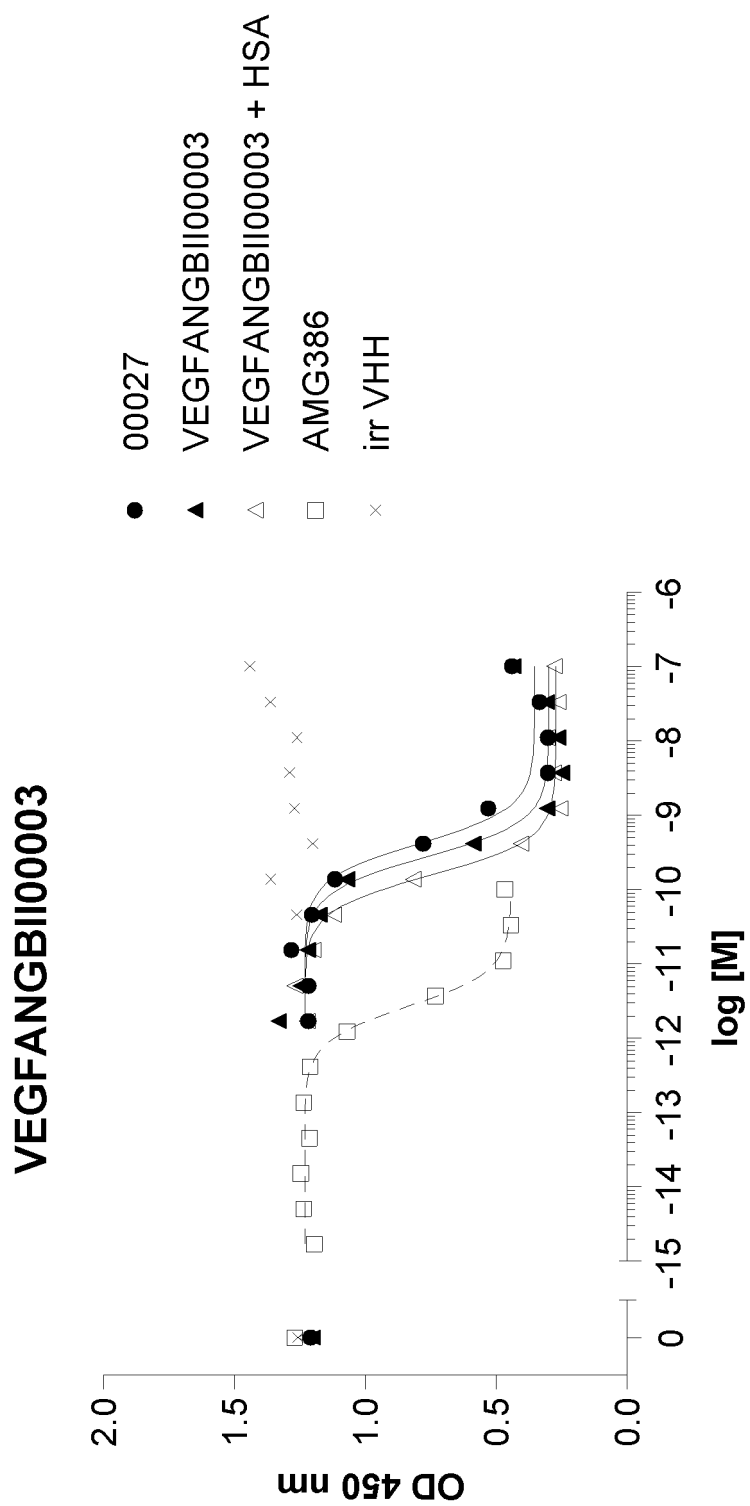 VEGFANGBII00003
2.0
1.5
1.0
0.5
0.0
OD 450 nm
0 -15 -14 -13 -12 -11 -10 -9 -8 -7 -6
log [M]
00027
VEGFANGBII00003
VEGFANGBII00003 + HSA
AMG386
irr VHH